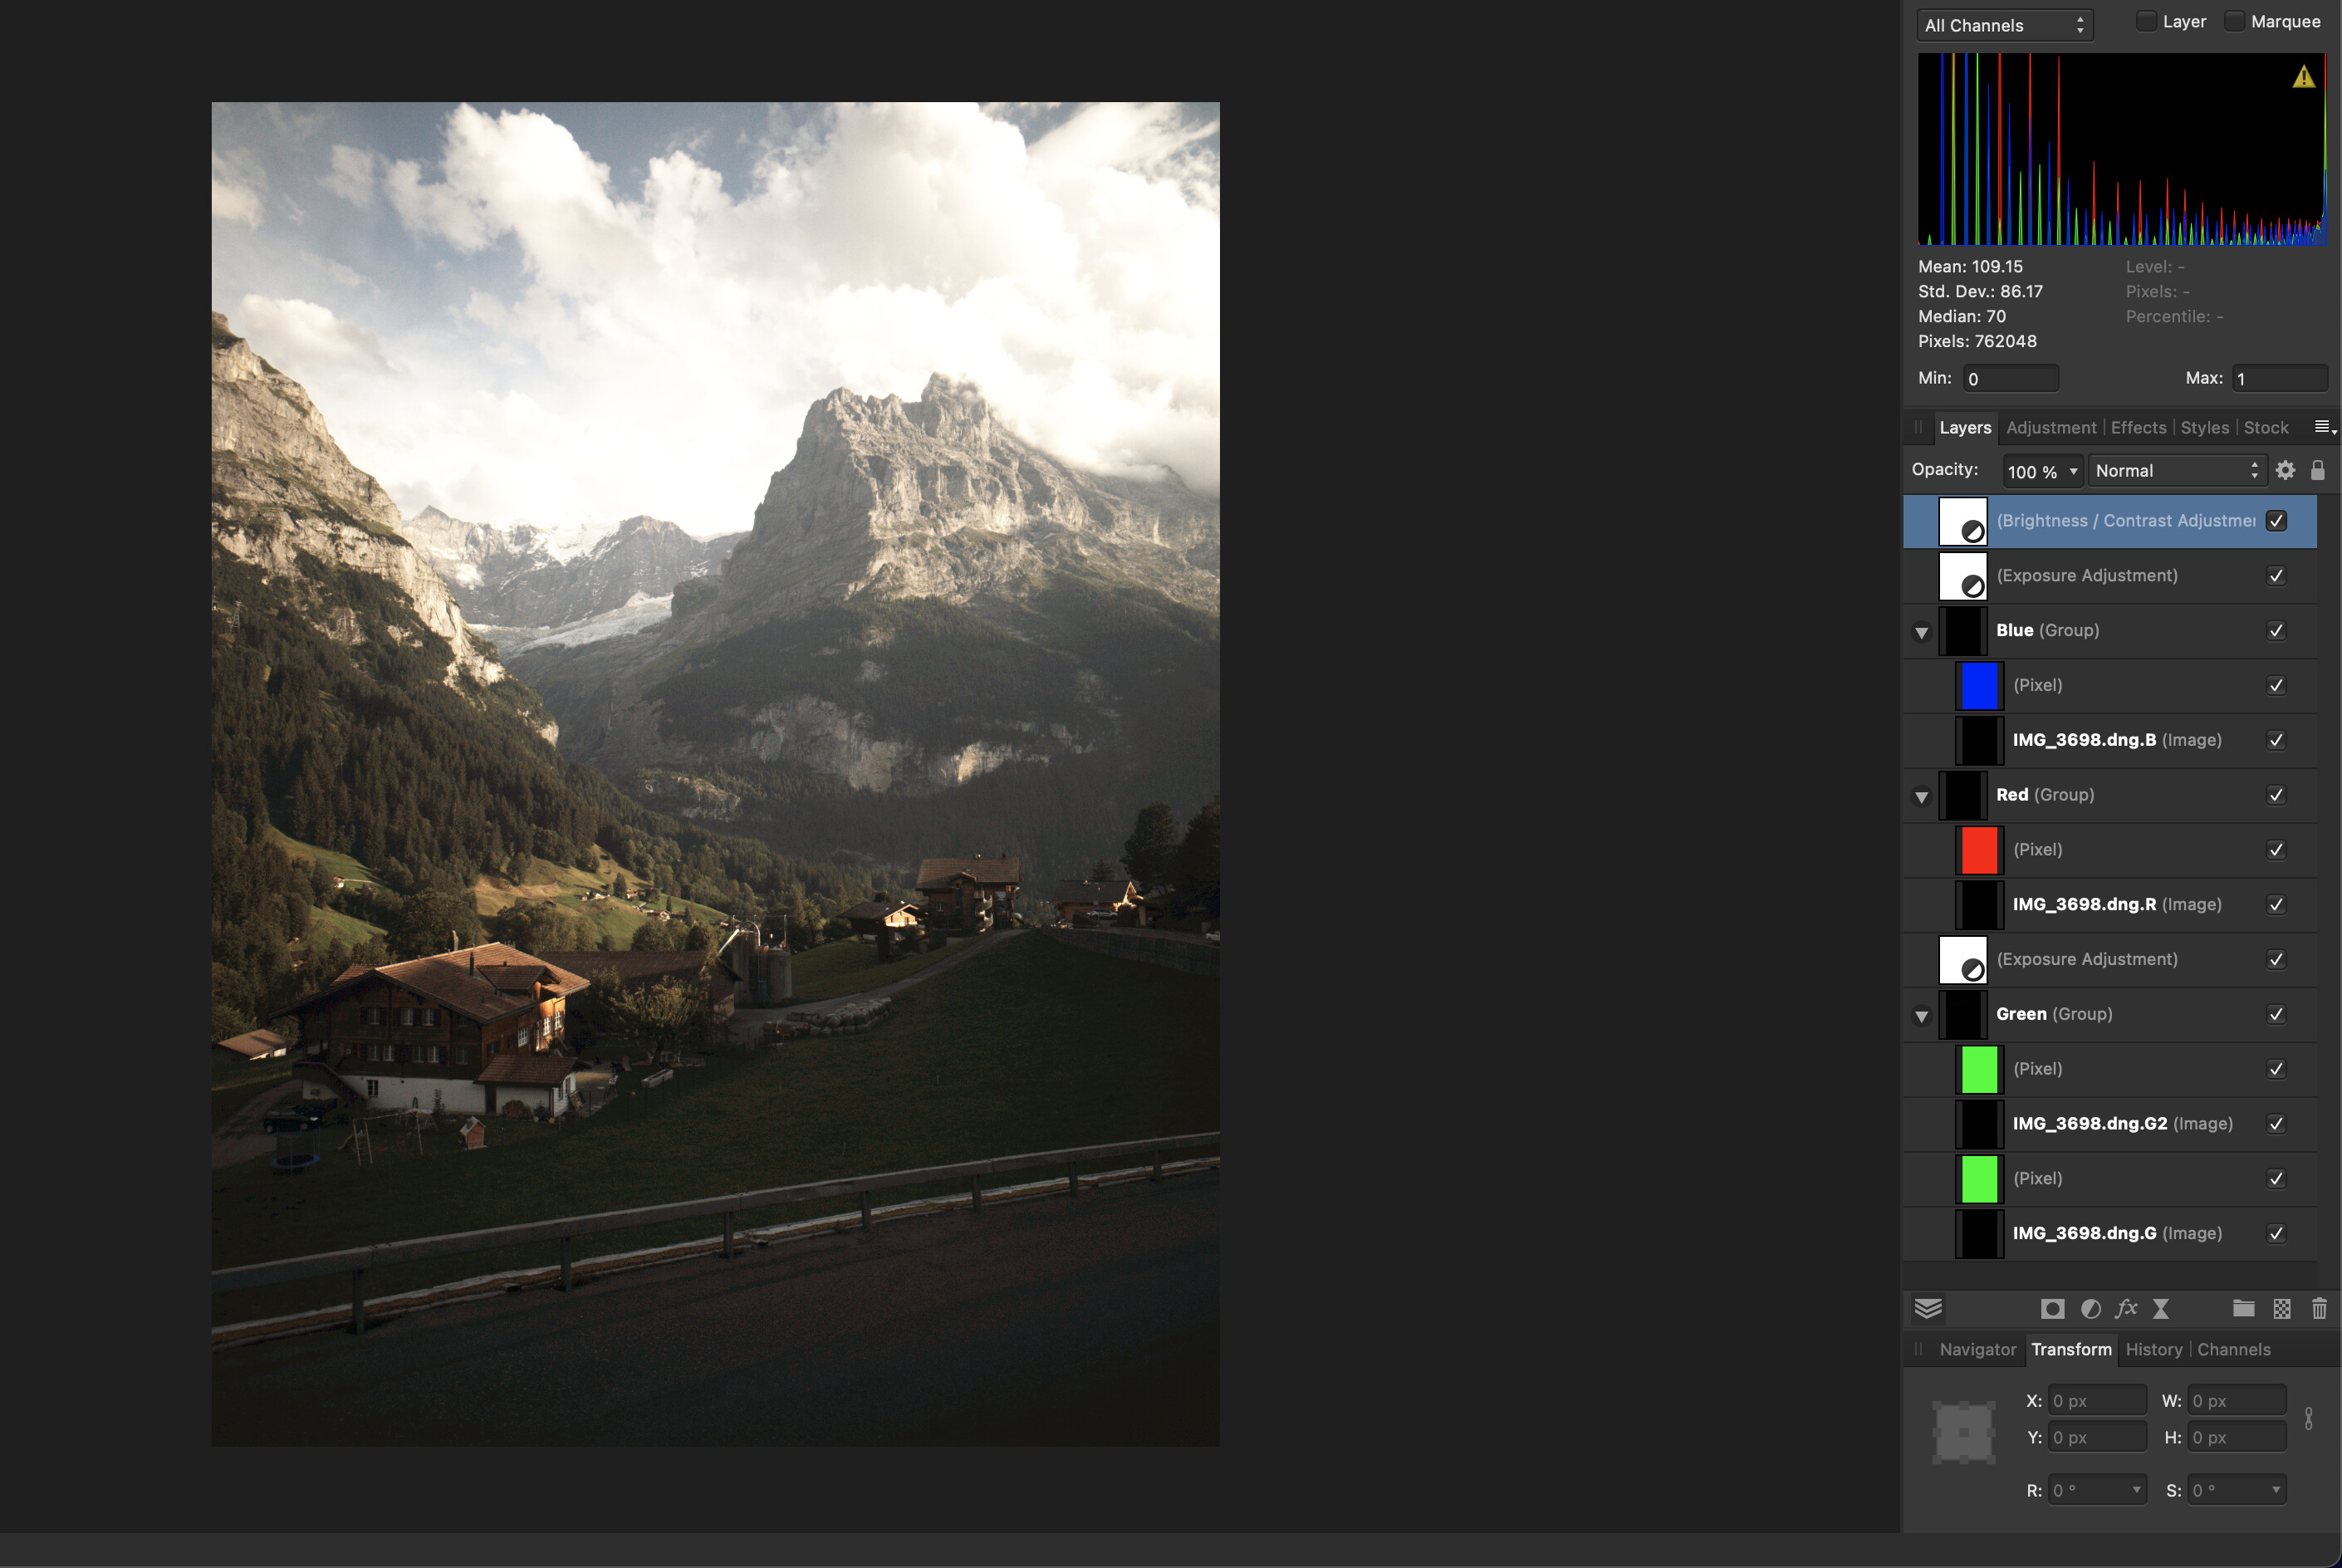 All Channels Layer Marquee
Mean: 109.15 Level: -
Std. Dev.: 86.17 Pixels: -
Median: 70 Percentile: -
Pixels: 762048
Min: 0 Max: 1
Layers Adjustment Effects Styles Stock
Opacity: 100 % Normal
(Brightness / Contrast Adjustmer
(Exposure Adjustment)
Blue (Group)
(Pixel)
IMG_3698.dng.B (Image)
Red (Group)
(Pixel)
IMG_3698.dng.R (Image)
(Exposure Adjustment)
Green (Group)
(Pixel)
IMG_3698.dng.G2 (Image)
(Pixel)
IMG_3698.dng.G (Image)
fx
Navigator Transform History Channels
X: 0 px W: 0 px
Y: 0 px H: 0 px
R: 0 ° S: 0 °